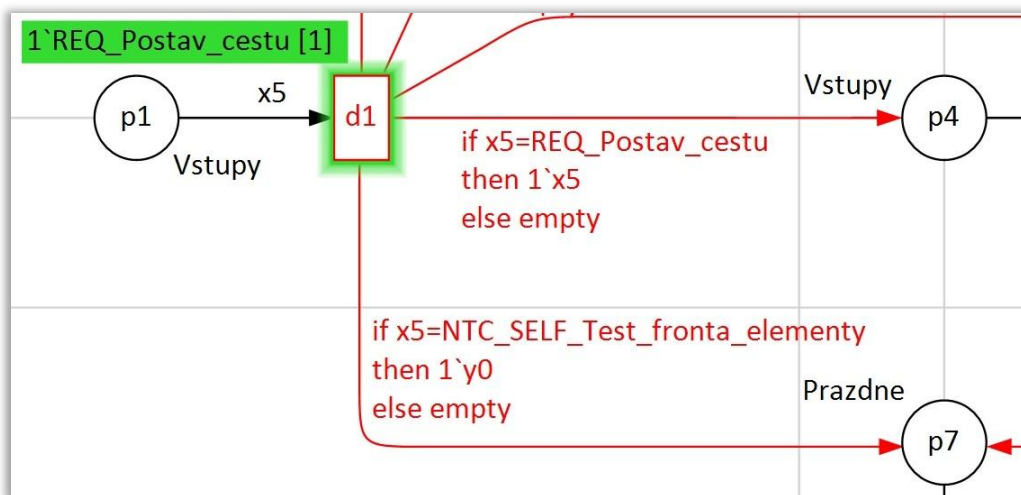 1`REQ_Postav_cestu [1]
p1
x5
Vstupy
d1
Vstupy
p4
if x5=REQ_Postav_cestu
then 1`x5
else empty
if x5=NTC_SELF_Test_fronta_elementy
then 1`y0
else empty
Prazdne
p7